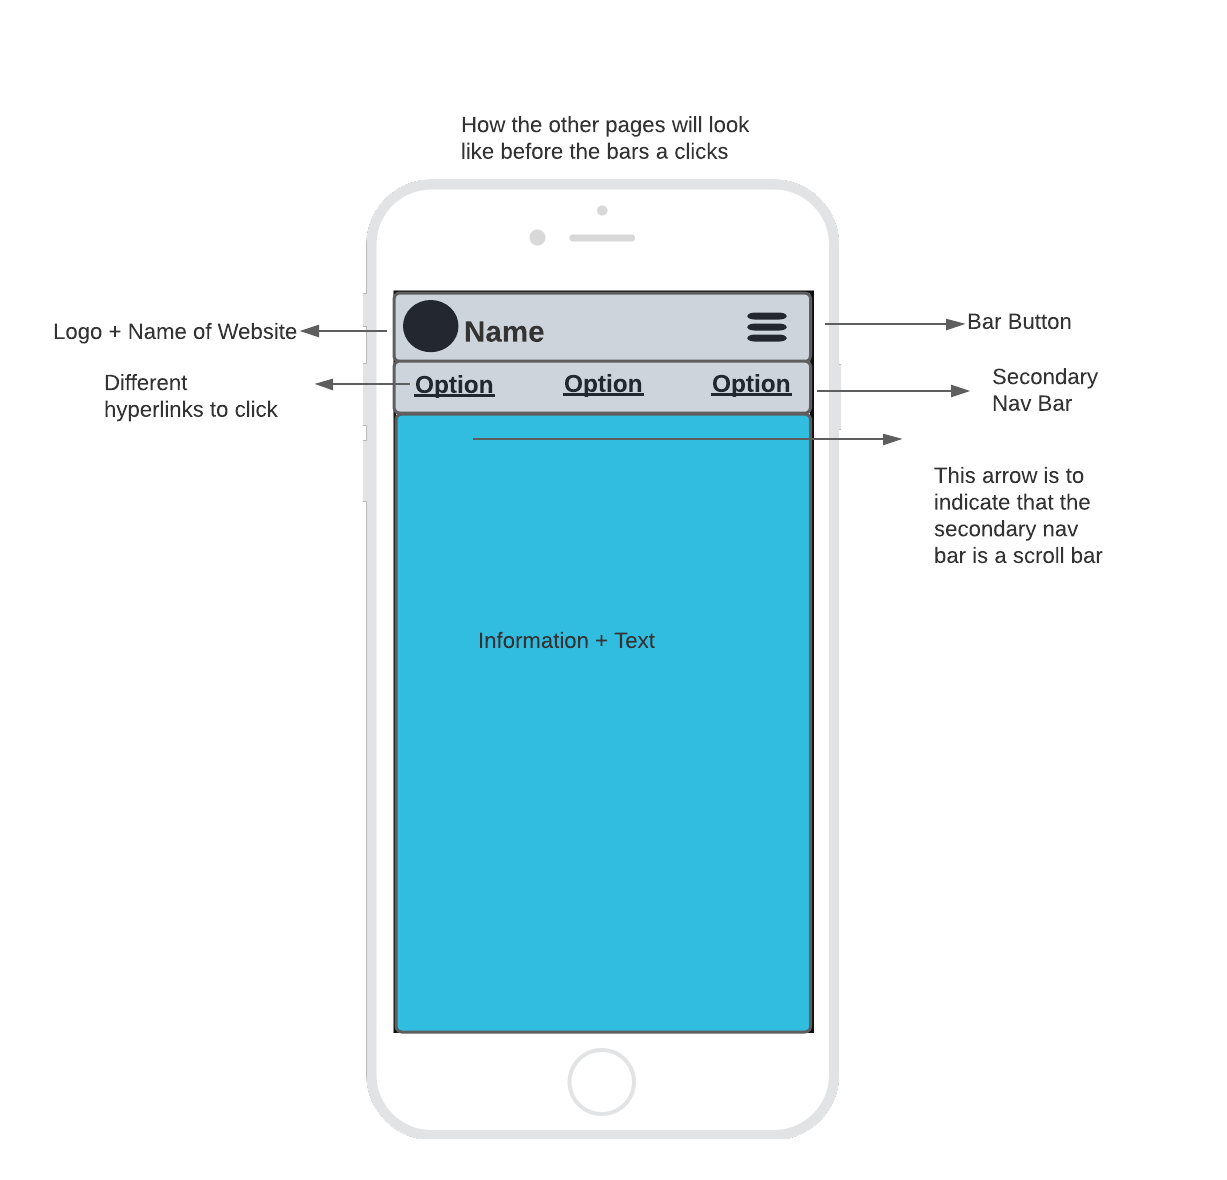 How the other pages will look
like before the bars a clicks
Logo + Name of Website
Name
Bar Button
Different
hyperlinks to click
Option
Option
Option
Secondary
Nav Bar
This arrow is to
indicate that the
secondary nav
bar is a scroll bar
Information + Text